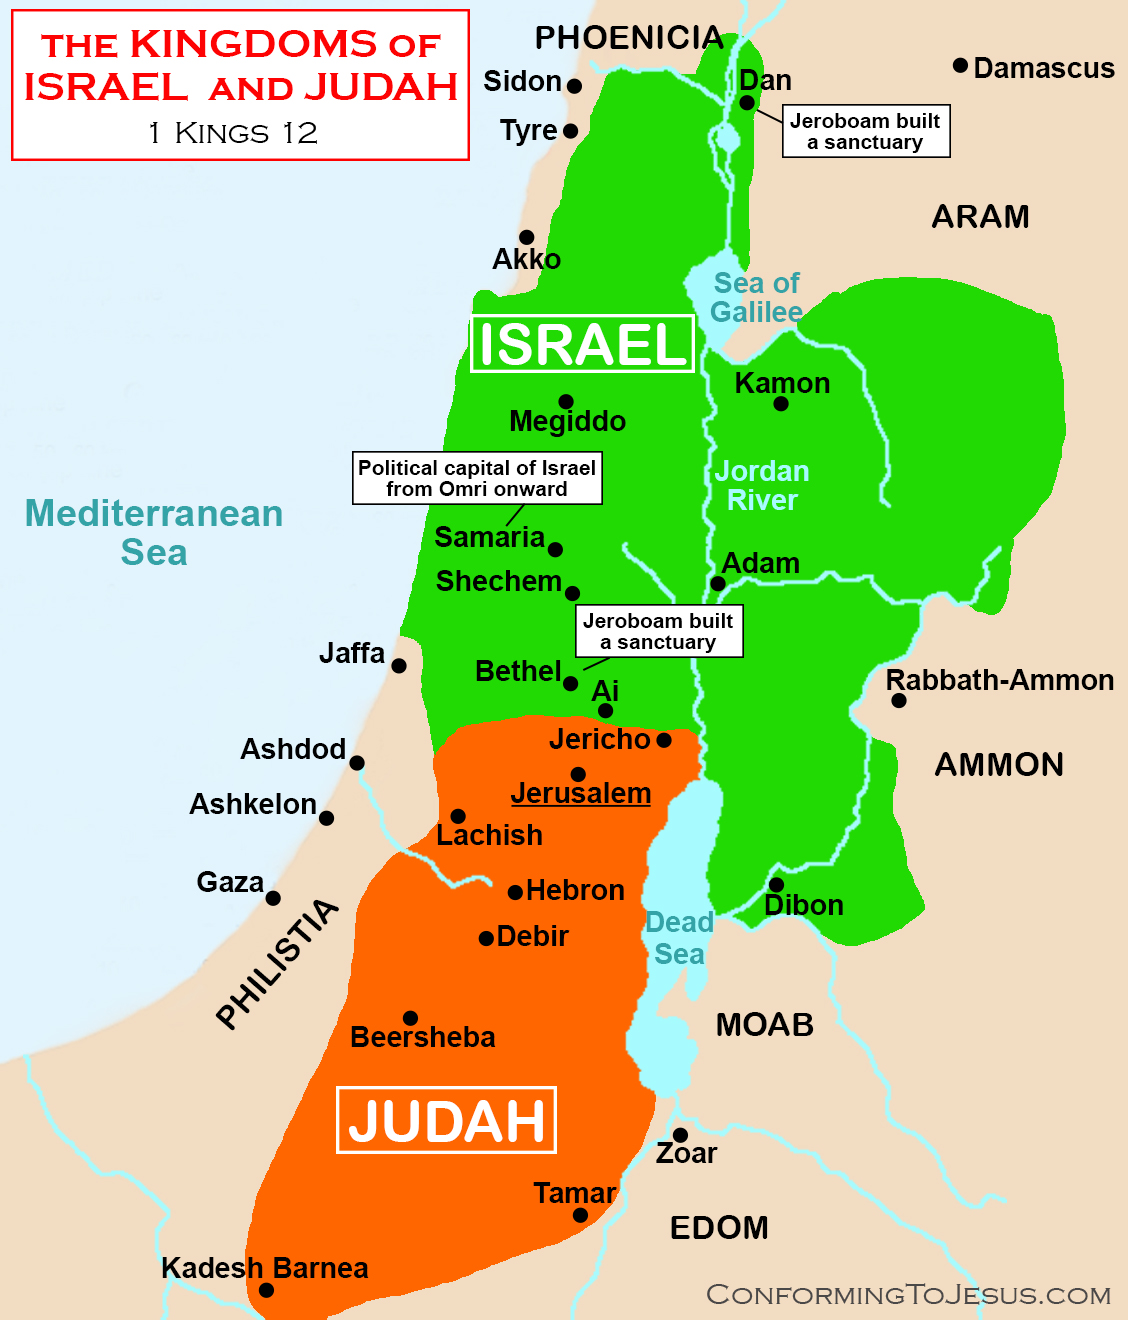 THE KINGDOMS OF
ISRAEL AND JUDAH
1 KINGS 12
PHOENICIA
Sidon
Dan
Damascus
Tyre
Jeroboam built
a sanctuary
ARAM
Akko
Sea of
Galilee
ISRAEL
Kamon
Megiddo
Political capital of Israel
from Omri onward
Jordan
River
Mediterranean
Sea
Samaria
Adam
Shechem
Jeroboam built
a sanctuary
Jaffa
Bethel
Ai
Rabbath-Ammon
Jericho
Ashdod
AMMON
Jerusalem
Ashkelon
Lachish
Gaza
Hebron
Dibon
PHILISTIA
Debir
Dead
Sea
MOAB
Beersheba
JUDAH
Zoar
Tamar
EDOM
Kadesh Barnea
CONFORMINGTOJESUS.COM